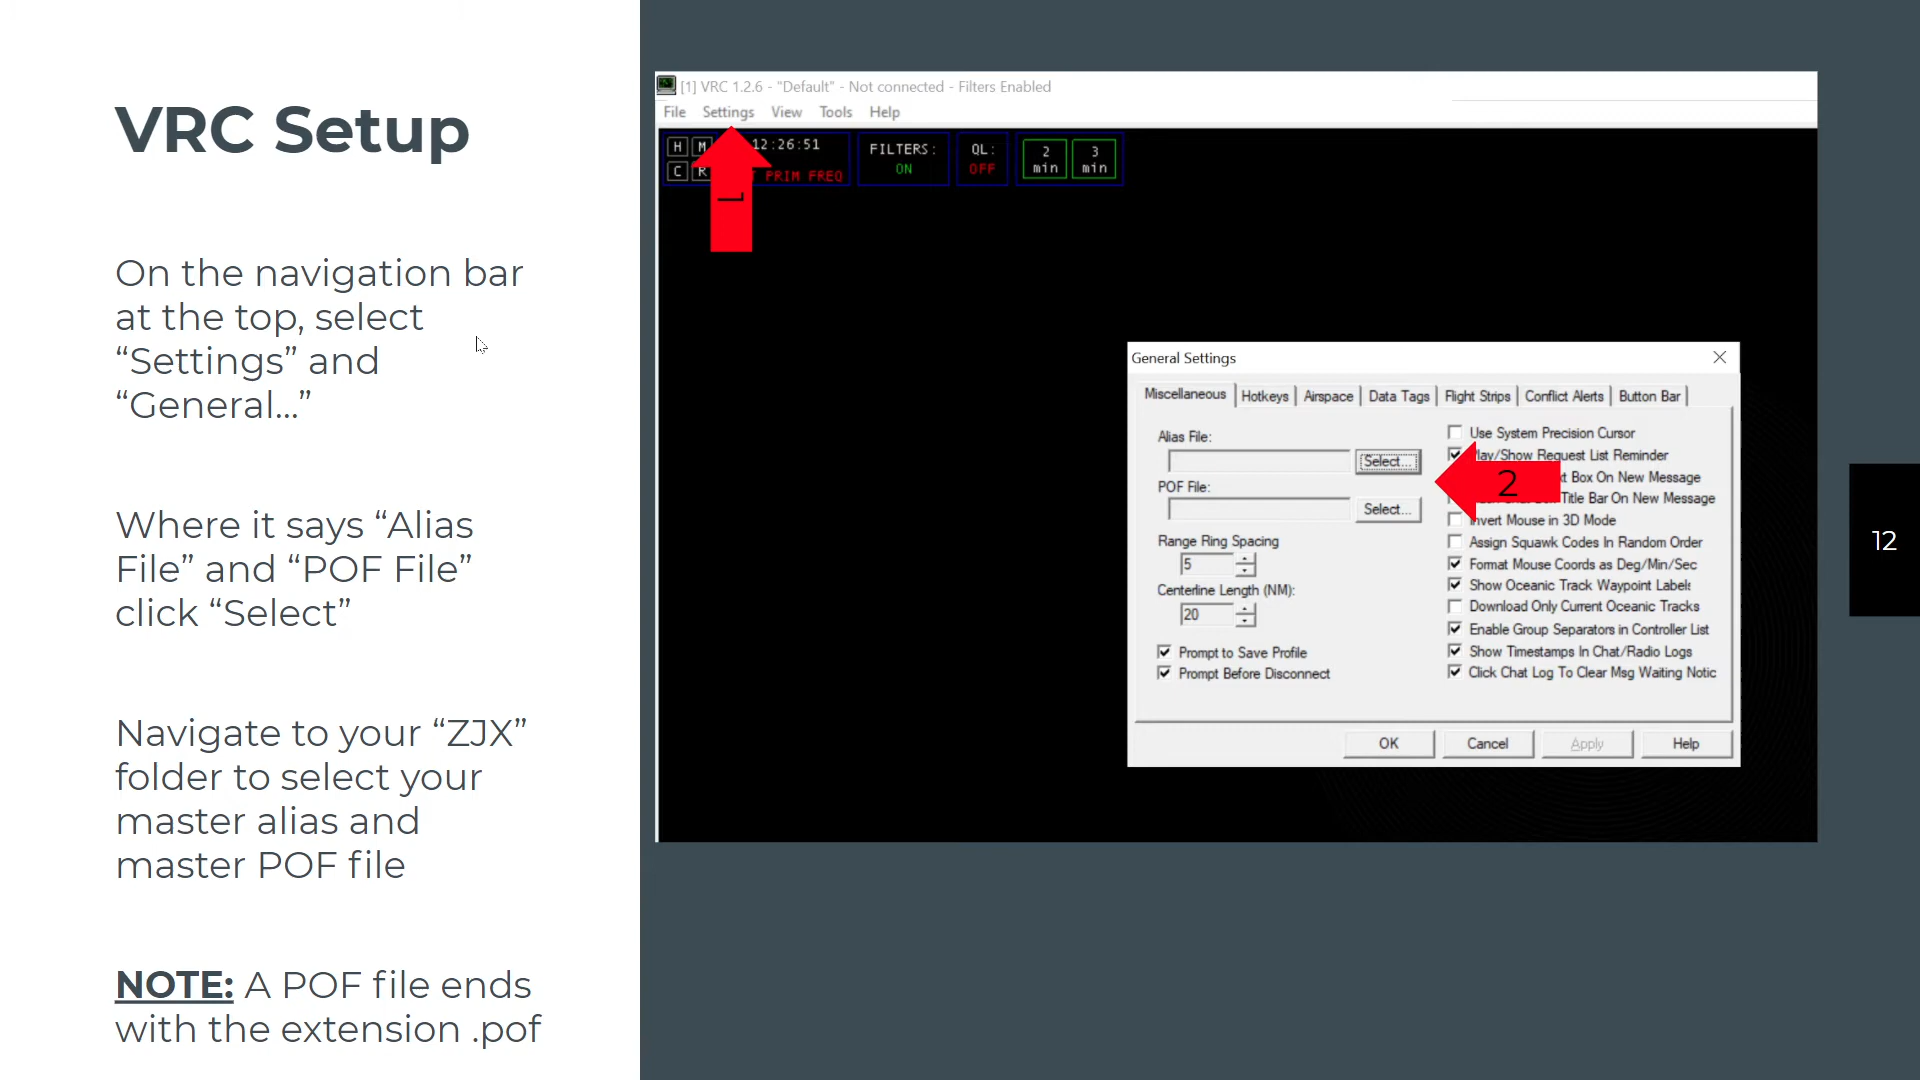 VRC Setup
On the navigation bar
at the top, select
“Settings” and
“General...”
Where it says “Alias
File” and “POF File”
click “Select”
Navigate to your “ZJX”
folder to select your
master alias and
master POF file
NOTE: A POF file ends
with the extension .pof
[1] VRC 1.2.6 - "Default" - Not connected - Filters Enabled
File Settings View Tools Help
H M 12:26:51
C R PRIM FREQ
FILTERS:
ON
QL:
OFF
2
min
3
min
1
General Settings
Miscellaneous Hotkeys Airspace Data Tags Flight Strips Conflict Alerts Button Bar
Alias File:
Select...
POF File:
Select...
Range Ring Spacing
5
Centerline Length (NM):
20
Prompt to Save Profile
Prompt Before Disconnect
Use System Precision Cursor
Play/Show Request List Reminder
Box On New Message
Title Bar On New Message
Invert Mouse in 3D Mode
Assign Squawk Codes In Random Order
Format Mouse Coords as Deg/Min/Sec
Show Oceanic Track Waypoint Labels
Download Only Current Oceanic Tracks
Enable Group Separators in Controller List
Show Timestamps In Chat/Radio Logs
Click Chat Log To Clear Msg Waiting Notic
2
OK Cancel Apply Help
12